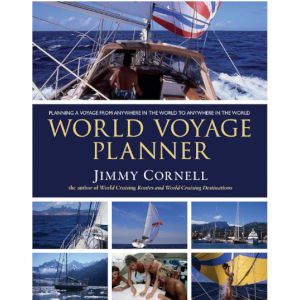 PLANNING A VOYAGE FROM ANYWHERE IN THE WORLD TO ANYWHERE IN THE WORLD
WORLD VOYAGE
PLANNER
JIMMY CORNELL
the author of World Cruising Routes and World Cruising Destinations